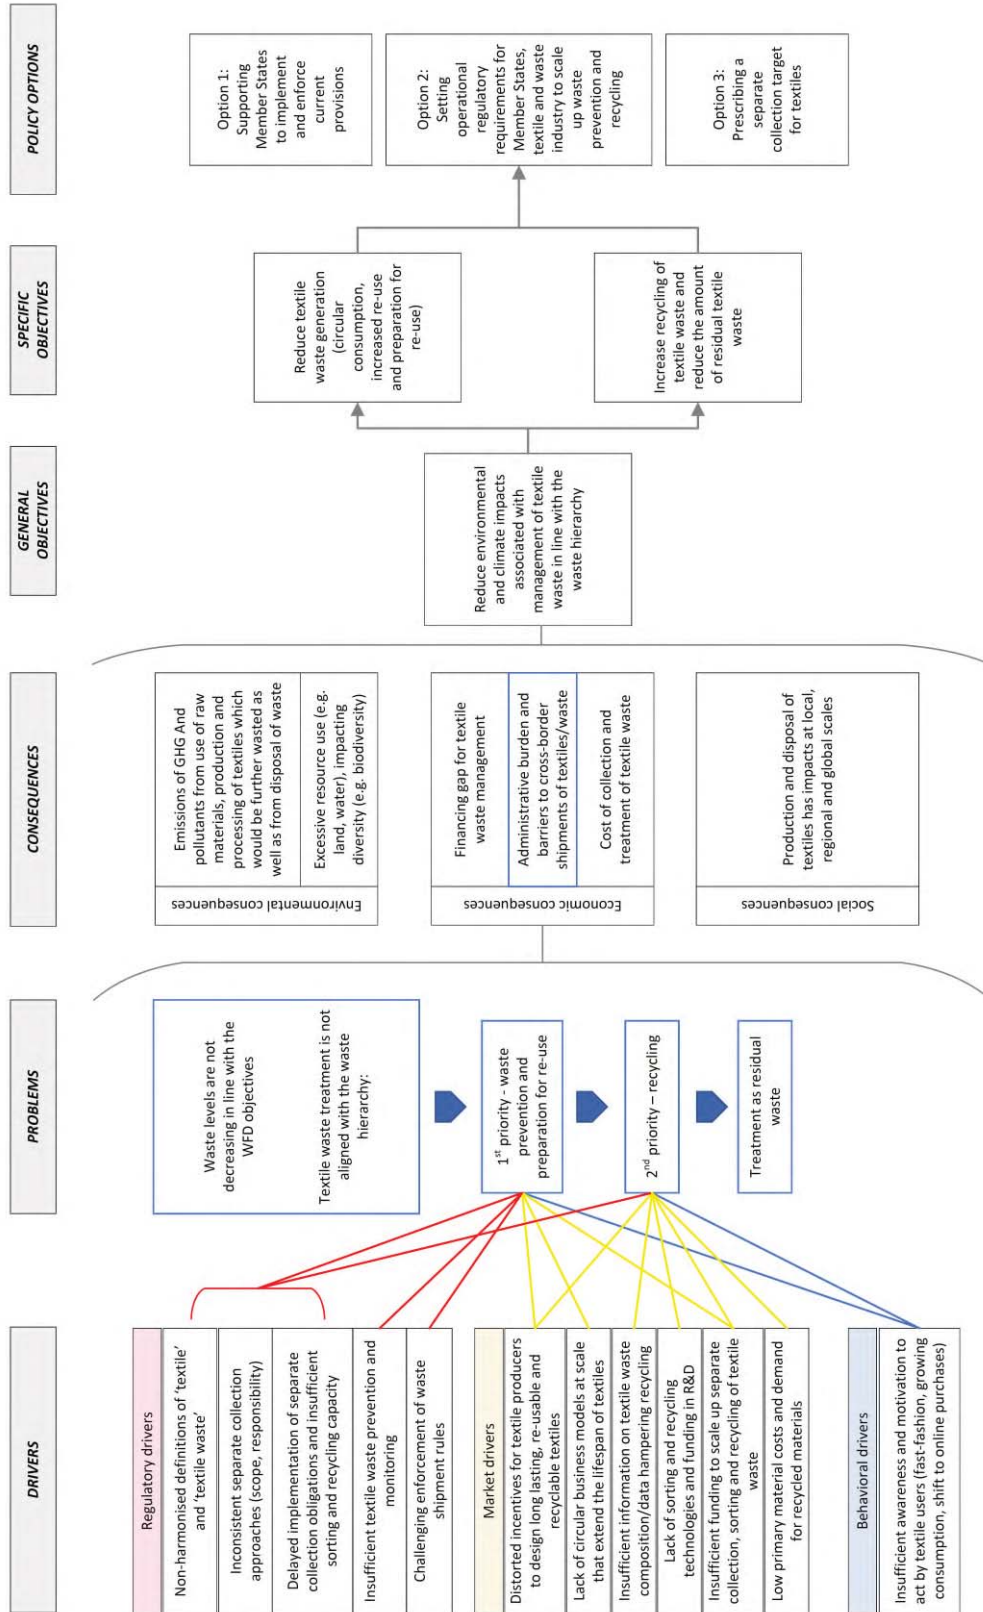 DRIVERS
Regulatory drivers
Non-harmonised definitions of ‘textile’
and ‘textile waste’
Inconsistent separate collection
approaches (scope, responsibility)
Delayed implementation of separate
collection obligations and insufficient
sorting and recycling capacity
Insufficient textile waste prevention and
monitoring
Challenging enforcement of waste
shipment rules
Market drivers
Distorted incentives for textile producers
to design long lasting, re-usable and
recyclable textiles
Lack of circular business models at scale
that extend the lifespan of textiles
Insufficient information on textile waste
composition/data hampering recycling
Lack of sorting and recycling
technologies and funding in R&D
Insufficient funding to scale up separate
collection, sorting and recycling of textile
waste
Low primary material costs and demand
for recycled materials
Behavioral drivers
Insufficient awareness and motivation to
act by textile users (fast-fashion, growing
consumption, shift to online purchases)
PROBLEMS
Waste levels are not
decreasing in line with the
WFD objectives
Textile waste treatment is not
aligned with the waste
hierarchy:
1st priority - waste
prevention and
preparation for re-use
2nd priority – recycling
Treatment as residual
waste
CONSEQUENCES
Environmental consequences
Emissions of GHG And
pollutants from use of raw
materials, production and
processing of textiles which
would be further wasted as
well as from disposal of waste
Excessive resource use (e.g.
land, water), impacting
diversity (e.g. biodiversity)
Economic consequences
Financing gap for textile
waste management
Administrative burden and
barriers to cross-border
shipments of textiles/waste
Cost of collection and
treatment of textile waste
Social consequences
Production and disposal of
textiles has impacts at local,
regional and global scales
GENERAL
OBJECTIVES
Reduce environmental
and climate impacts
associated with
management of textile
waste in line with the
waste hierarchy
SPECIFIC
OBJECTIVES
Reduce textile
waste generation
(circular
consumption,
increased re-use
and preparation for
re-use)
Increase recycling of
textile waste and
reduce the amount
of residual textile
waste
POLICY OPTIONS
Option 1:
Supporting
Member States
to implement
and enforce
current
provisions
Option 2:
Setting
operational
regulatory
requirements for
Member States,
textile and waste
industry to scale
up waste
prevention and
recycling
Option 3:
Prescribing a
separate
collection target
for textiles